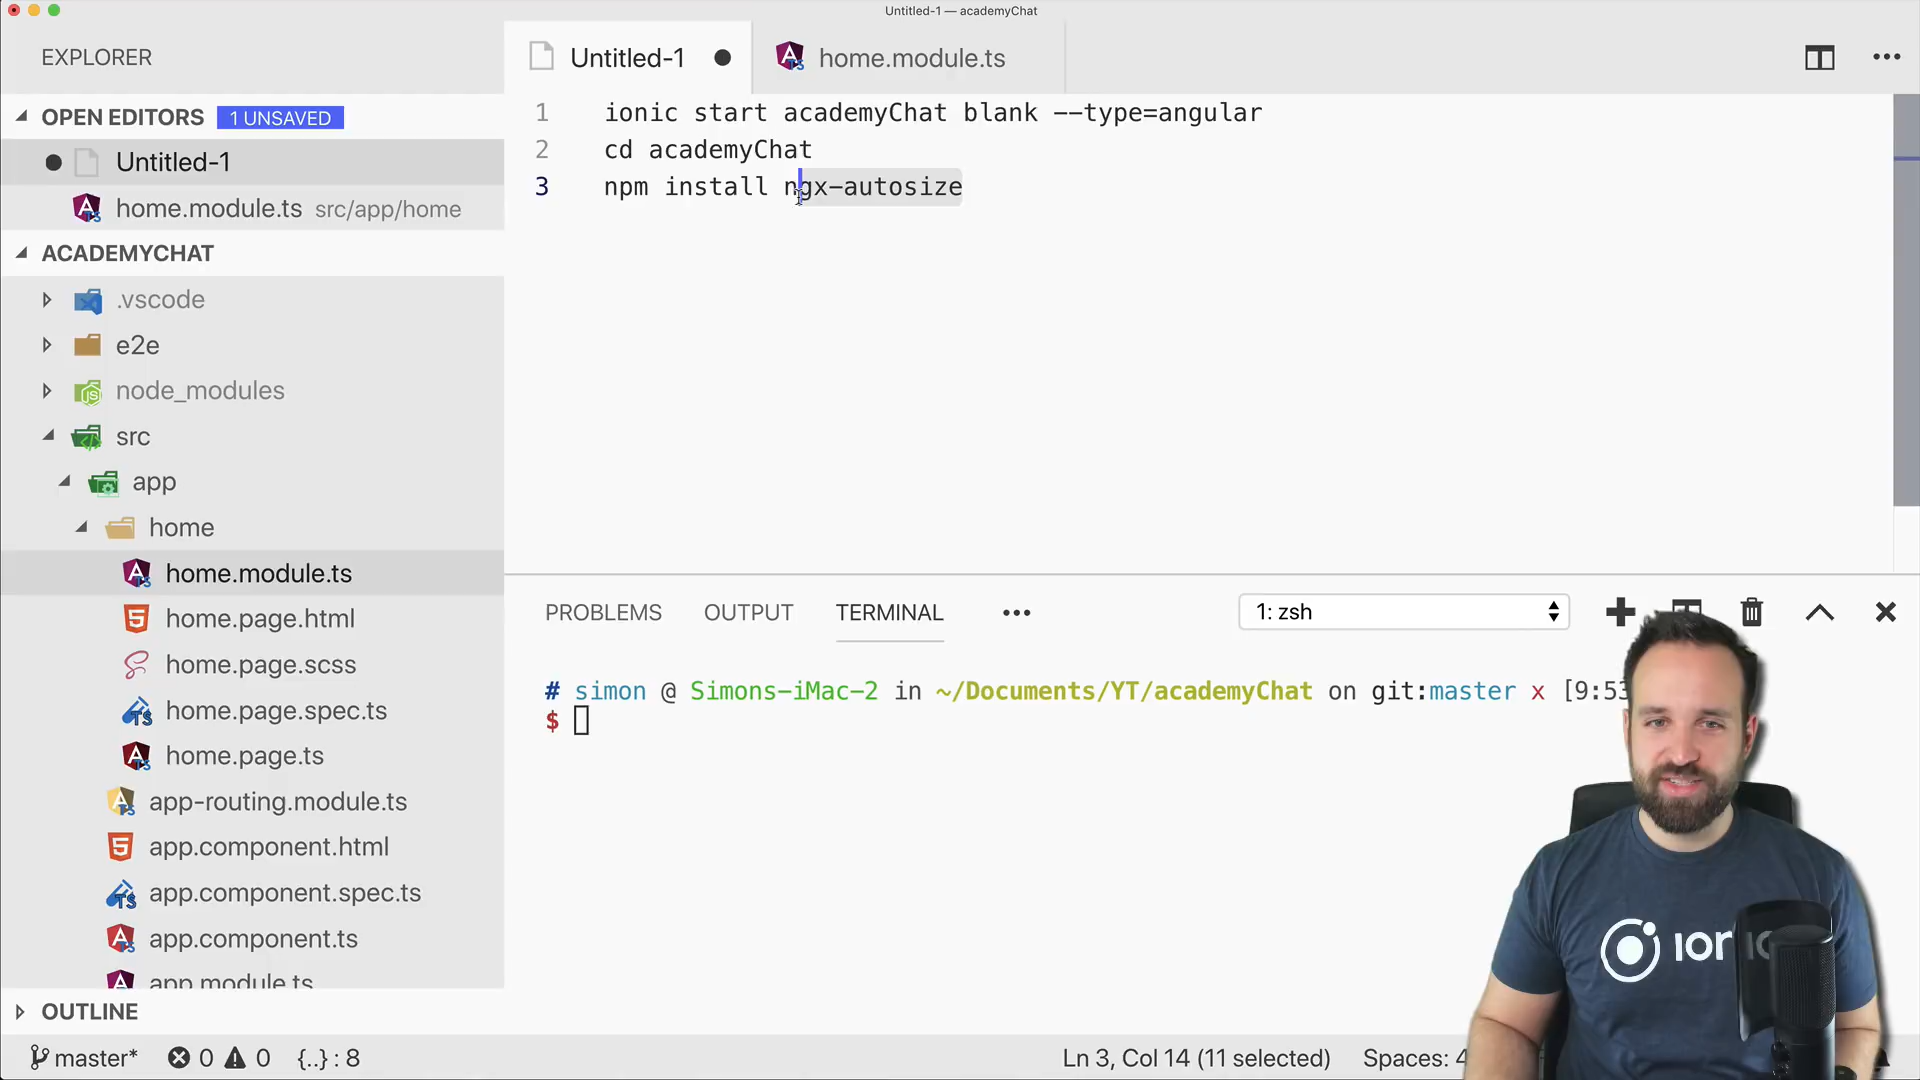 Untitled-1 — academyChat
EXPLORER
OPEN EDITORS 1 UNSAVED
Untitled-1
home.module.ts src/app/home
ACADEMYCHAT
.vscode
e2e
node_modules
src
app
home
home.module.ts
home.page.html
home.page.scss
home.page.spec.ts
home.page.ts
app-routing.module.ts
app.component.html
app.component.spec.ts
app.component.ts
app.module.ts
OUTLINE
Untitled-1
home.module.ts
1 ionic start academyChat blank --type=angular
2 cd academyChat
3 npm install ngx-autosize
PROBLEMS OUTPUT TERMINAL
1: zsh
# simon @ Simons-iMac-2 in ~/Documents/YT/academyChat on git:master x [9:53
$
master* 0 0 {..} : 8
Ln 3, Col 14 (11 selected) Spaces: 4